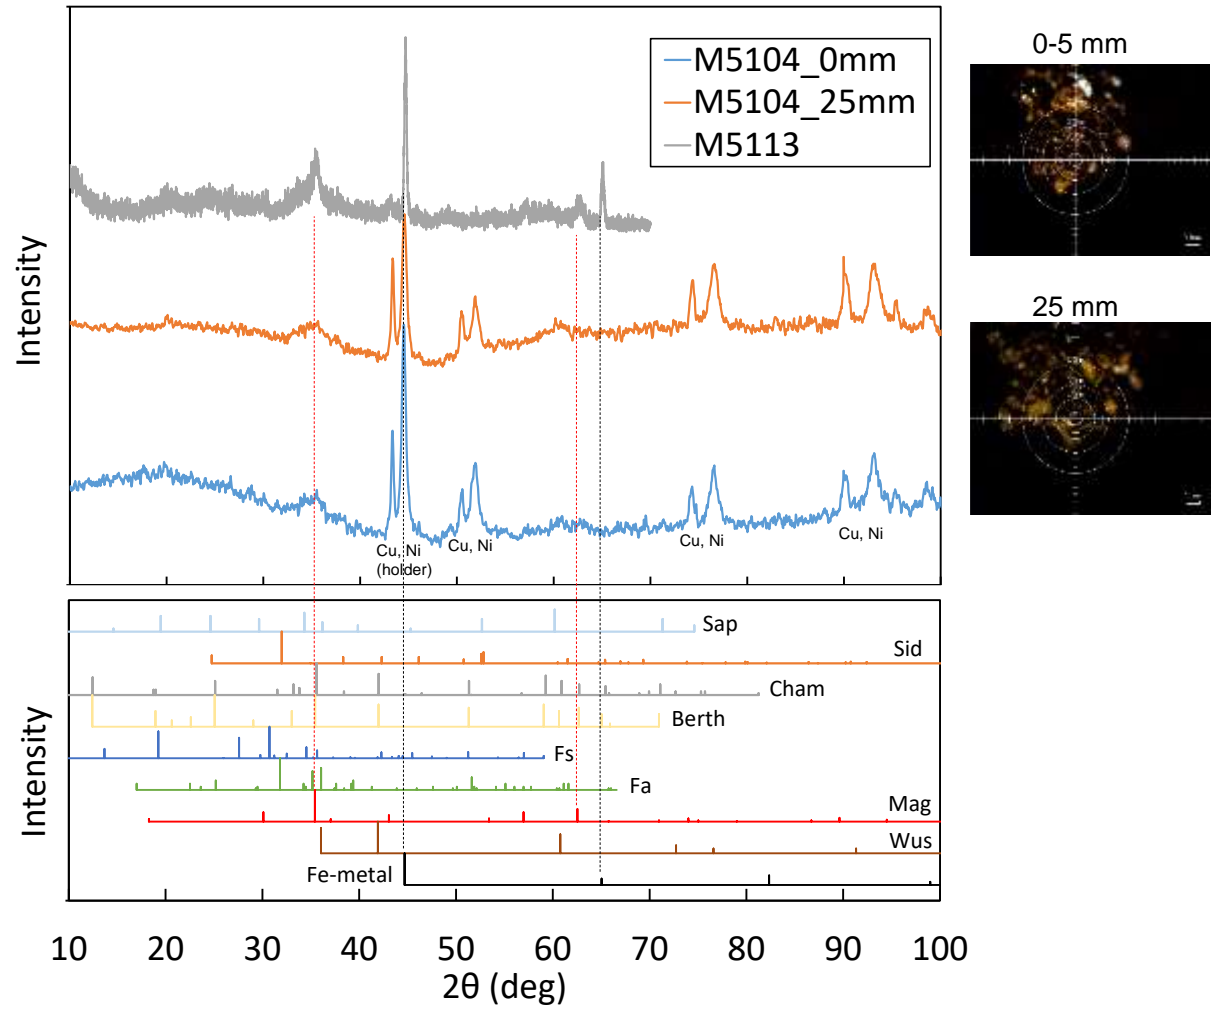 0-5 mm
M5104_0mm
M5104_25mm
M5113
Intensity
25 mm
Cu, Ni
(holder)
Cu, Ni
Cu, Ni
Cu, Ni
Sap
Sid
Cham
Berth
Fs
Fa
Mag
Wus
Fe-metal
Intensity
10 20 30 40 50 60 70 80 90 100
2θ (deg)